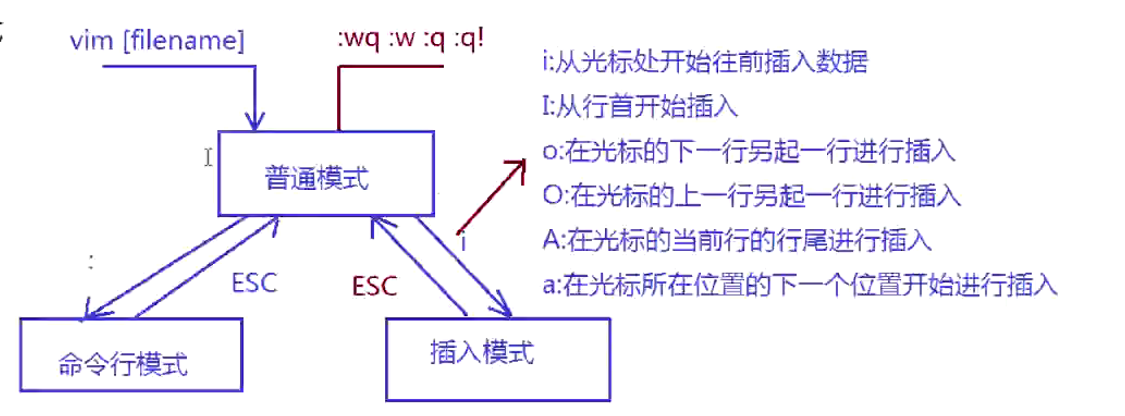 vim [filename]
:wq :w :q :q!
i:从光标处开始往前插入数据
I:从行首开始插入
o:在光标的下一行另起一行进行插入
O:在光标的上一行另起一行进行插入
A:在光标的当前行的行尾进行插入
a:在光标所在位置的下一个位置开始进行插入
普通模式
i
:
ESC
ESC
命令行模式
插入模式